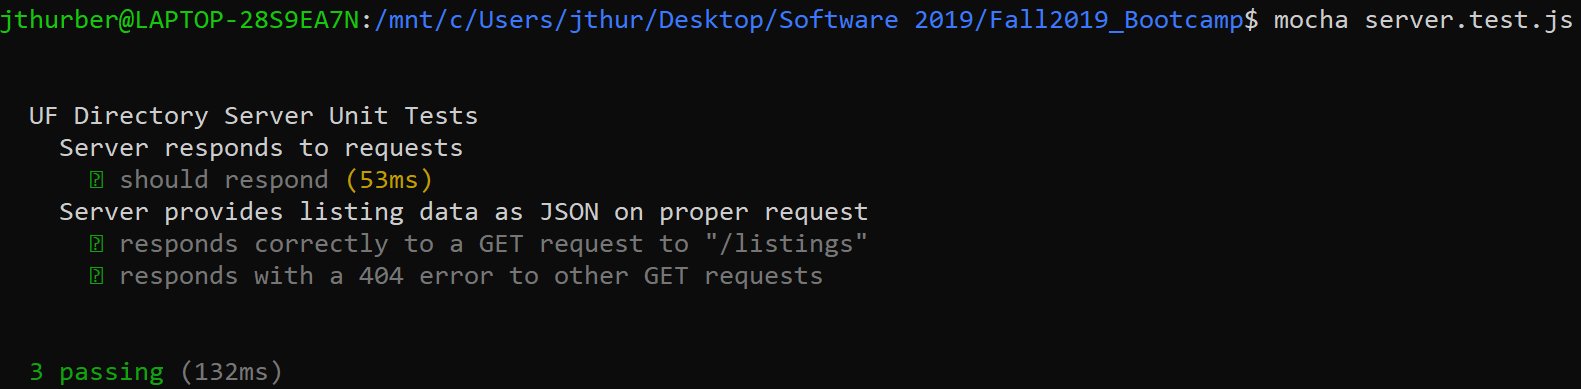 jthurber@LAPTOP-28S9EA7N:/mnt/c/Users/jthur/Desktop/Software 2019/Fall2019_Bootcamp$ mocha server.test.js
UF Directory Server Unit Tests
Server responds to requests
⍰ should respond (53ms)
Server provides listing data as JSON on proper request
⍰ responds correctly to a GET request to "/listings"
⍰ responds with a 404 error to other GET requests
3 passing (132ms)